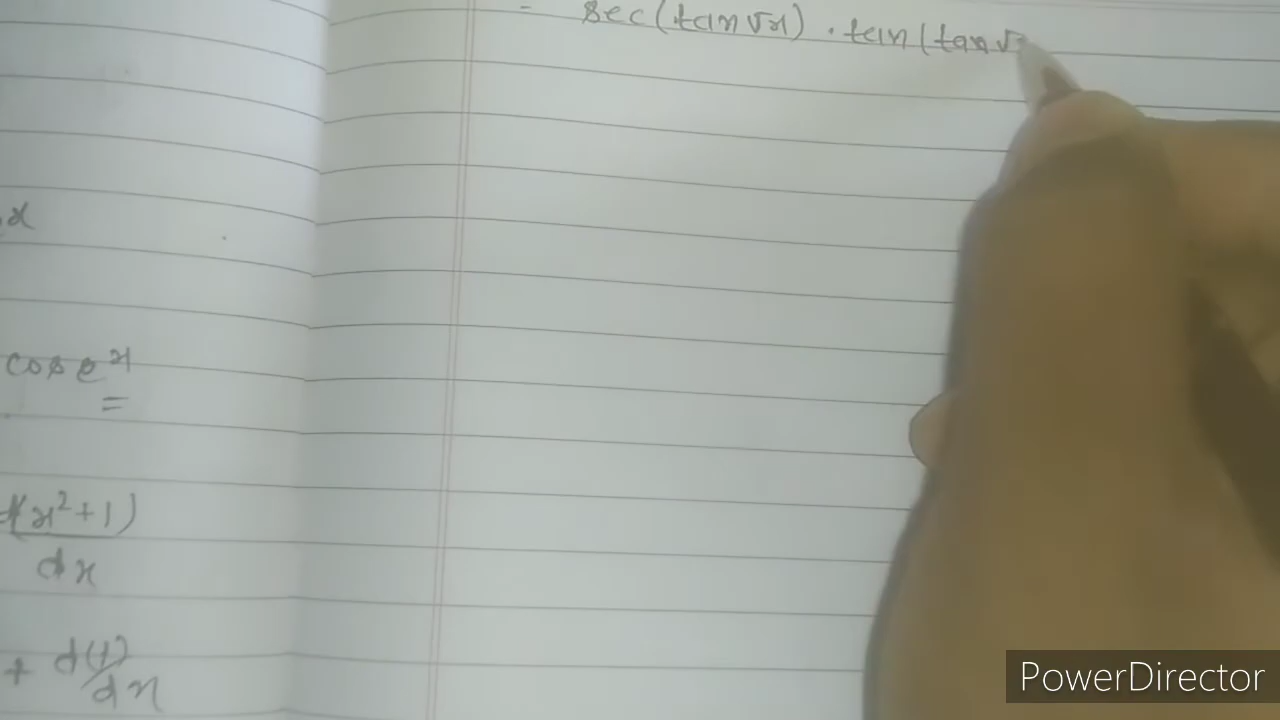 = sec(tan√x) . tan(tan√x
x
cos e^x
=
d(x²+1)
dx
+ d(1)/dx
PowerDirector